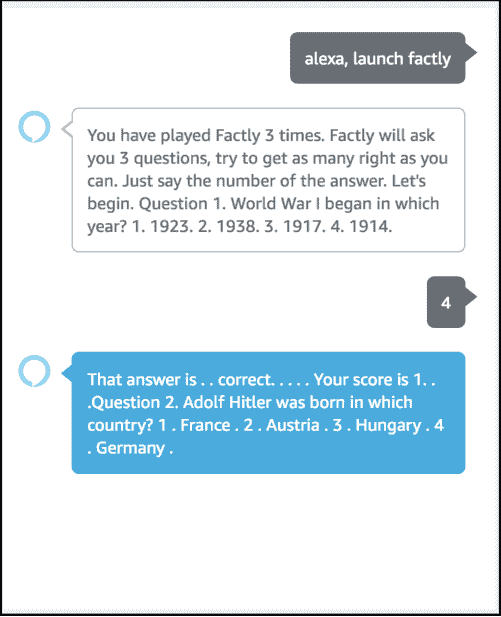 alexa, launch factly
You have played Factly 3 times. Factly will ask
you 3 questions, try to get as many right as you
can. Just say the number of the answer. Let's
begin. Question 1. World War I began in which
year? 1. 1923. 2. 1938. 3. 1917. 4. 1914.
4
That answer is . . correct. . . . . Your score is 1. .
.Question 2. Adolf Hitler was born in which
country? 1 . France . 2 . Austria . 3 . Hungary . 4
. Germany .